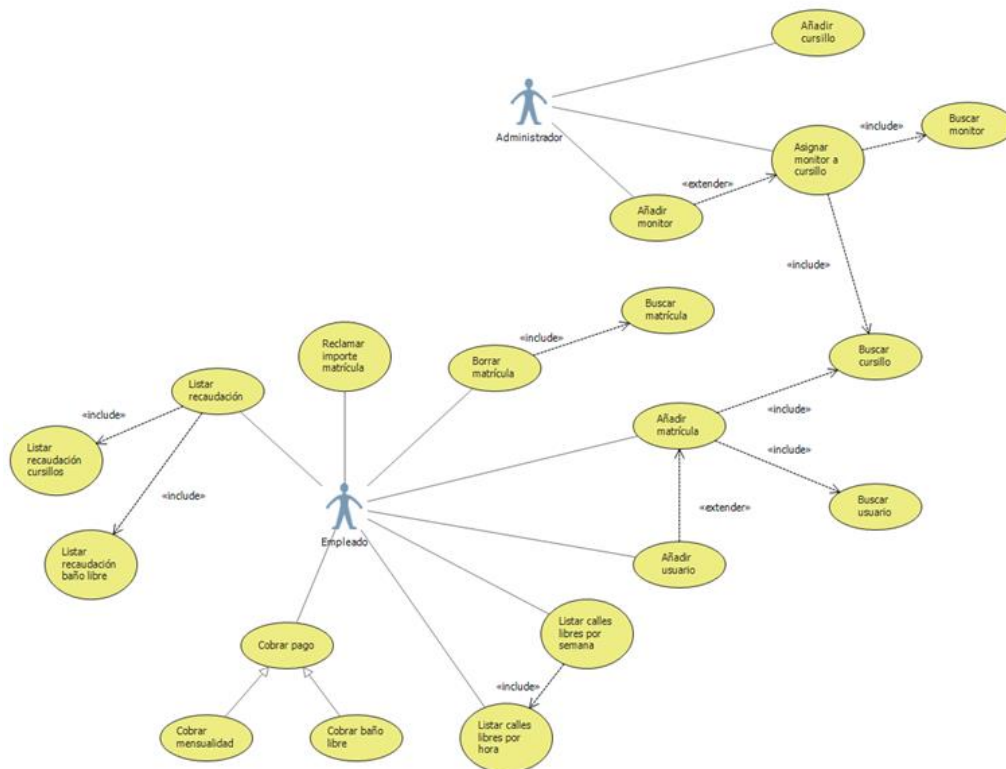 Añadir
cursillo
Administrador
«include»
Buscar
monitor
Asignar
monitor a
cursillo
«extender»
Añadir
monitor
«include»
Buscar
matrícula
Reclamar
importe
matrícula
«include»
Borrar
matrícula
Buscar
cursillo
Listar
recaudación
«include»
«include»
Añadir
matrícula
Listar
recaudación
cursillos
«include»
«include»
Buscar
usuario
«extender»
Empleado
Listar
recaudación
baño libre
Añadir
usuario
Listar calles
libres por
semana
Cobrar pago
«include»
Cobrar
mensualidad
Cobrar baño
libre
Listar calles
libres por
hora